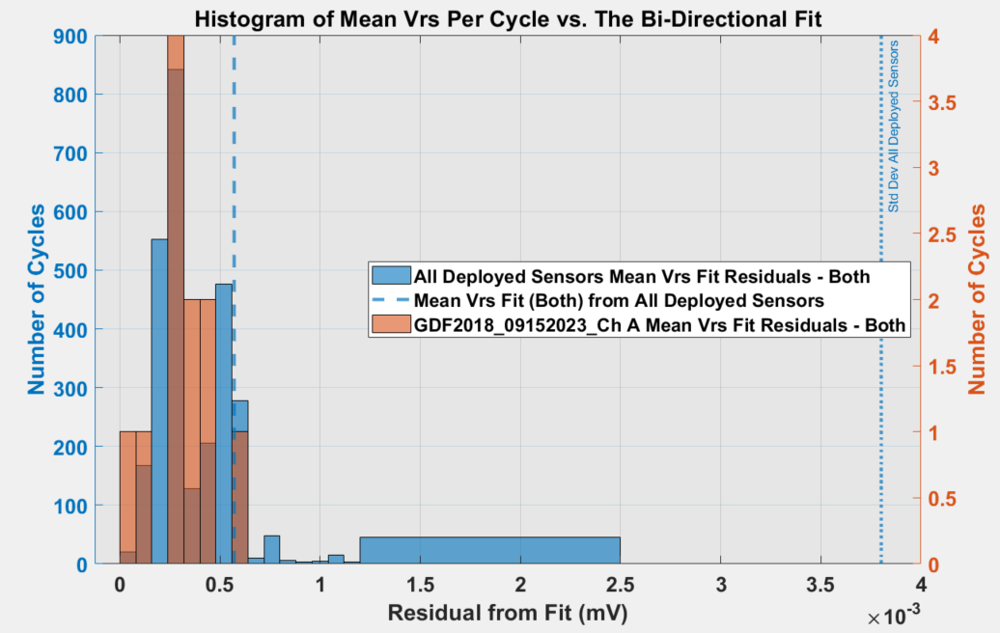 Histogram of Mean Vrs Per Cycle vs. The Bi-Directional Fit
900
800
700
600
500
400
300
200
100
0
Number of Cycles
4
3.5
3
2.5
2
1.5
1
0.5
0
Number of Cycles
Std Dev All Deployed Sensors
All Deployed Sensors Mean Vrs Fit Residuals - Both
Mean Vrs Fit (Both) from All Deployed Sensors
GDF2018_09152023_Ch A Mean Vrs Fit Residuals - Both
0 0.5 1 1.5 2 2.5 3 3.5 4
Residual from Fit (mV)
×10⁻³